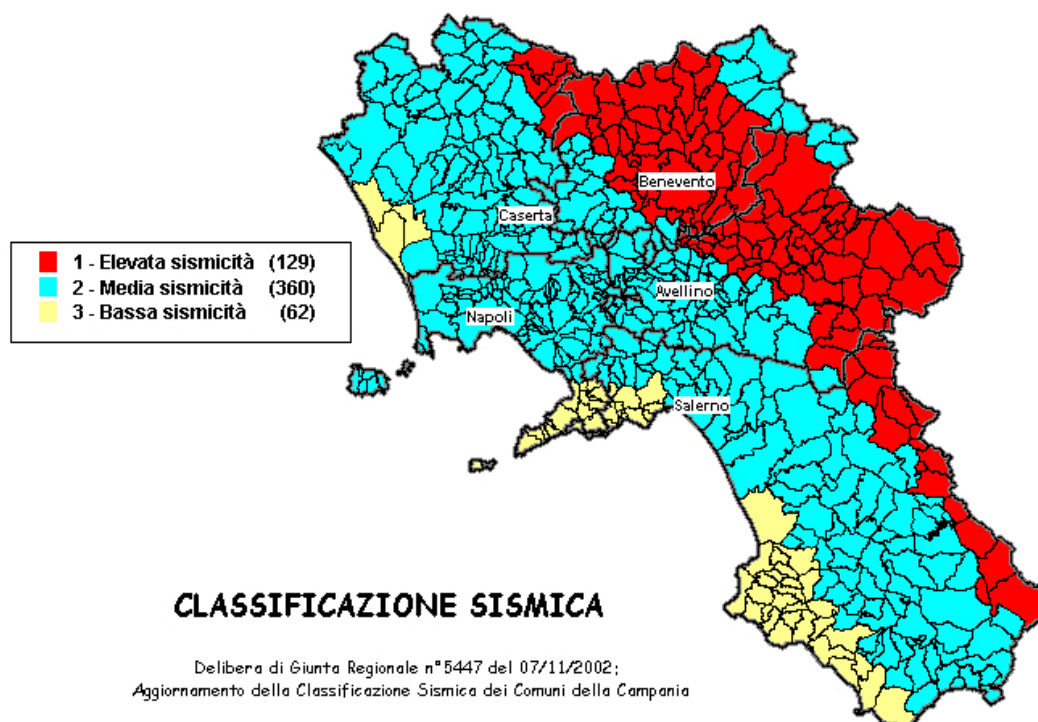 Benevento
Caserta
Avellino
Napoli
Salerno
1 - Elevata sismicità (129)
2 - Media sismicità (360)
3 - Bassa sismicità (62)
CLASSIFICAZIONE SISMICA
Delibera di Giunta Regionale n°5447 del 07/11/2002;
Aggiornamento della Classificazione Sismica dei Comuni della Campania